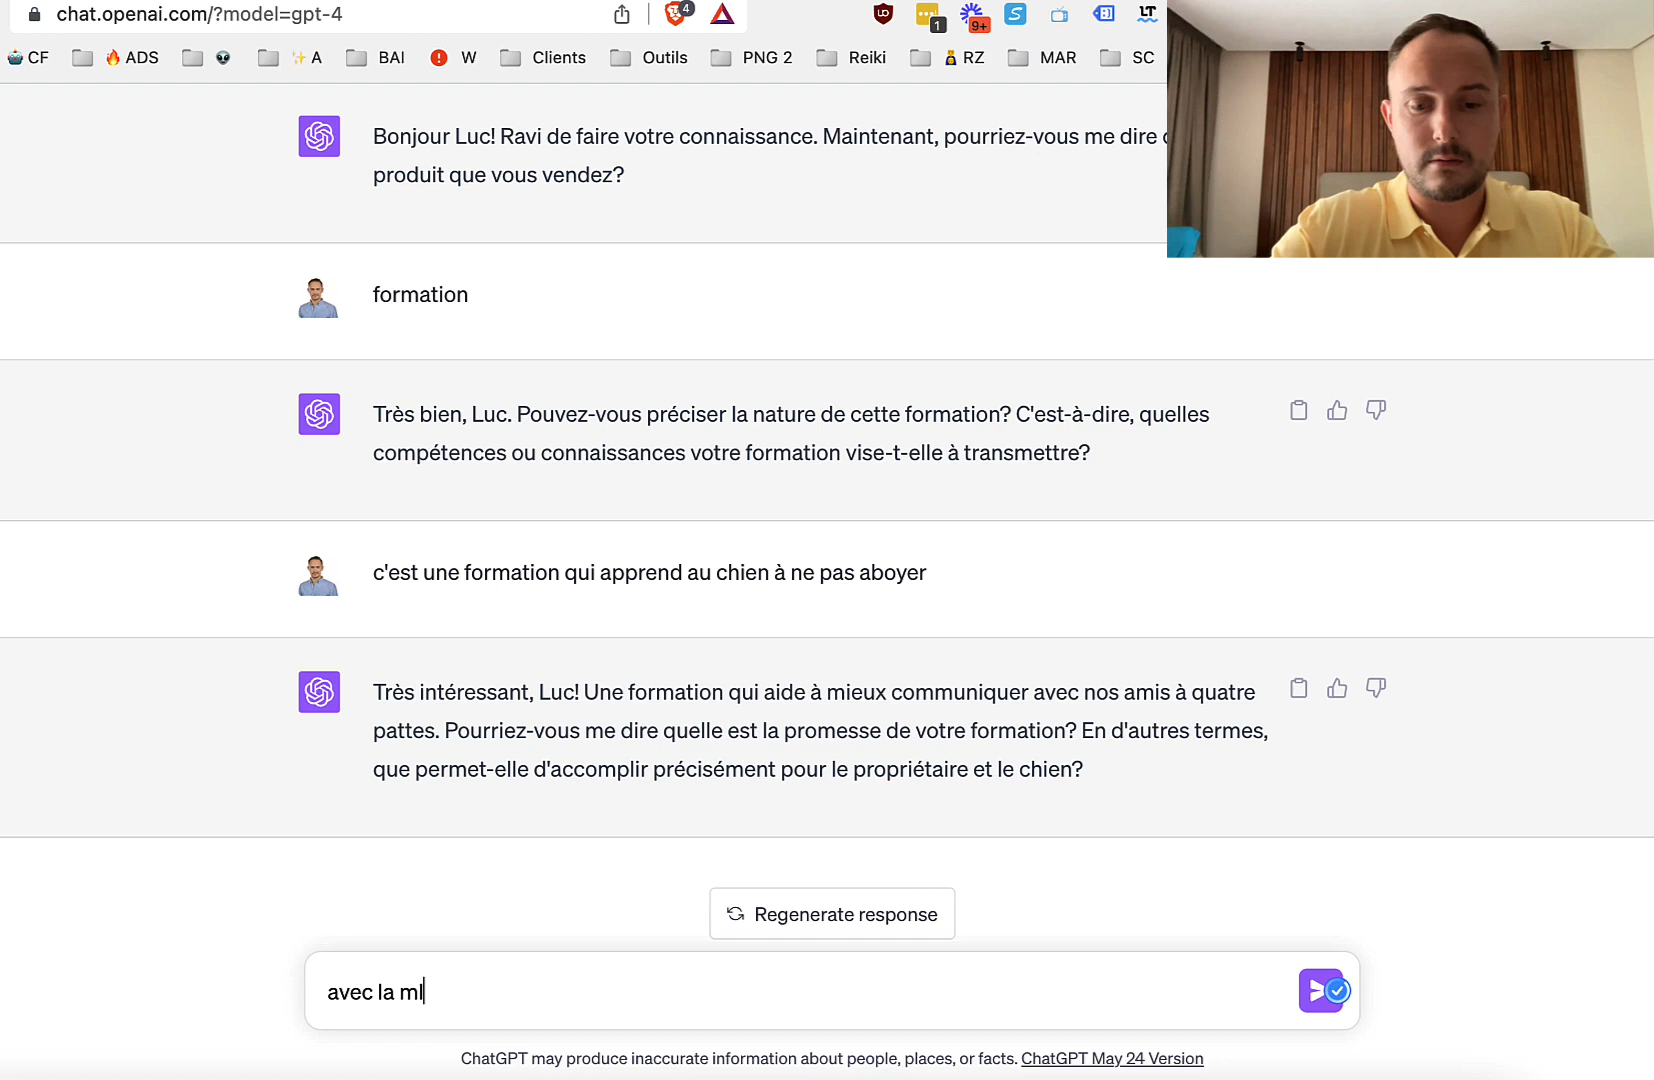 chat.openai.com/?model=gpt-4
4
1
9+
S
LT
CF
ADS
A
BAI
W
Clients
Outils
PNG 2
Reiki
RZ
MAR
SC
Bonjour Luc! Ravi de faire votre connaissance. Maintenant, pourriez-vous me dire
produit que vous vendez?
formation
Très bien, Luc. Pouvez-vous préciser la nature de cette formation? C'est-à-dire, quelles
compétences ou connaissances votre formation vise-t-elle à transmettre?
c'est une formation qui apprend au chien à ne pas aboyer
Très intéressant, Luc! Une formation qui aide à mieux communiquer avec nos amis à quatre
pattes. Pourriez-vous me dire quelle est la promesse de votre formation? En d'autres termes,
que permet-elle d'accomplir précisément pour le propriétaire et le chien?
Regenerate response
avec la ml
ChatGPT may produce inaccurate information about people, places, or facts. ChatGPT May 24 Version